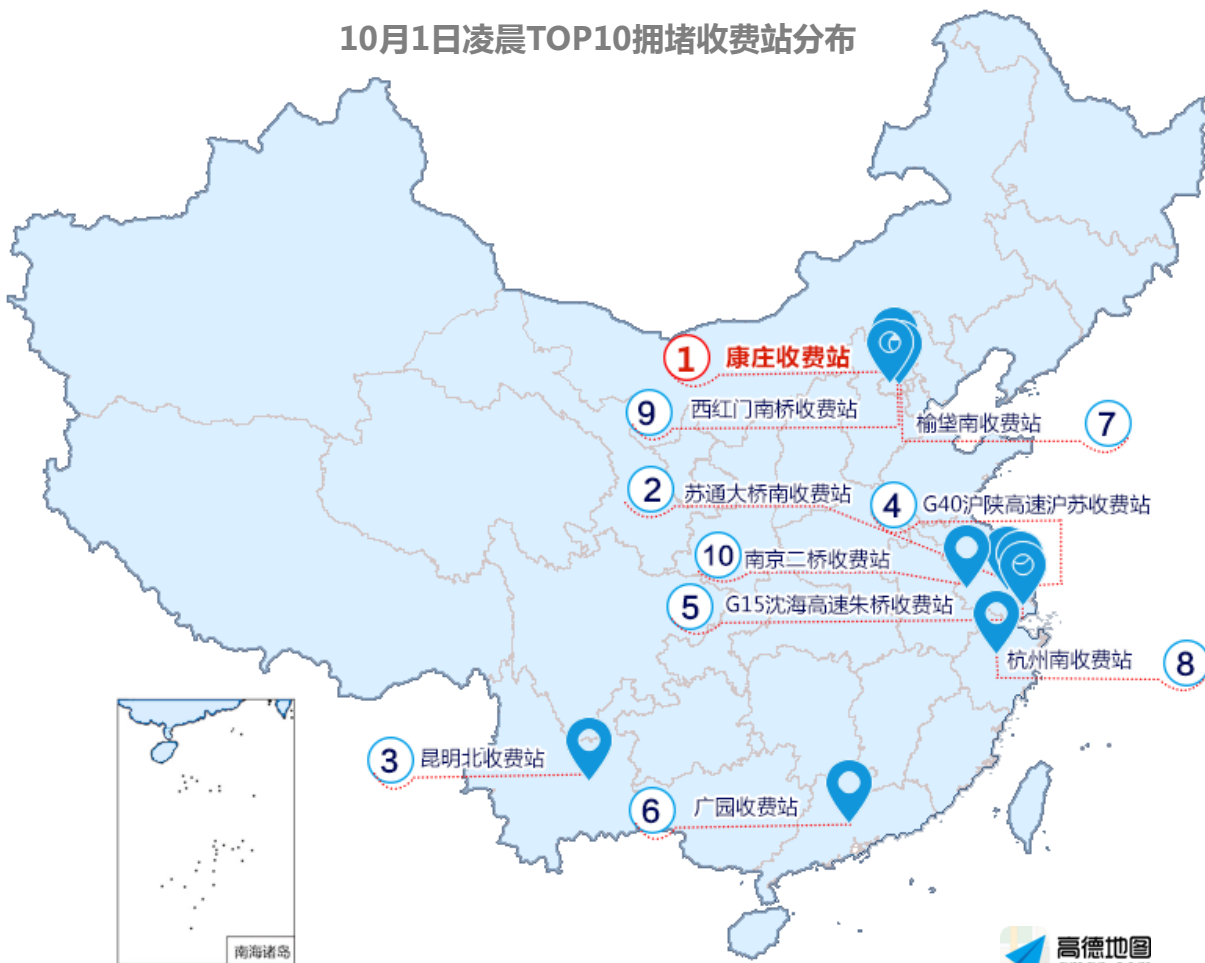 10月1日凌晨TOP10拥堵收费站分布
1 康庄收费站
9 西红门南桥收费站
榆垡南收费站 7
2 苏通大桥南收费站
4 G40沪陕高速沪苏收费站
10 南京二桥收费站
5 G15沈海高速朱桥收费站
杭州南收费站 8
3 昆明北收费站
6 广园收费站
南海诸岛
高德地图